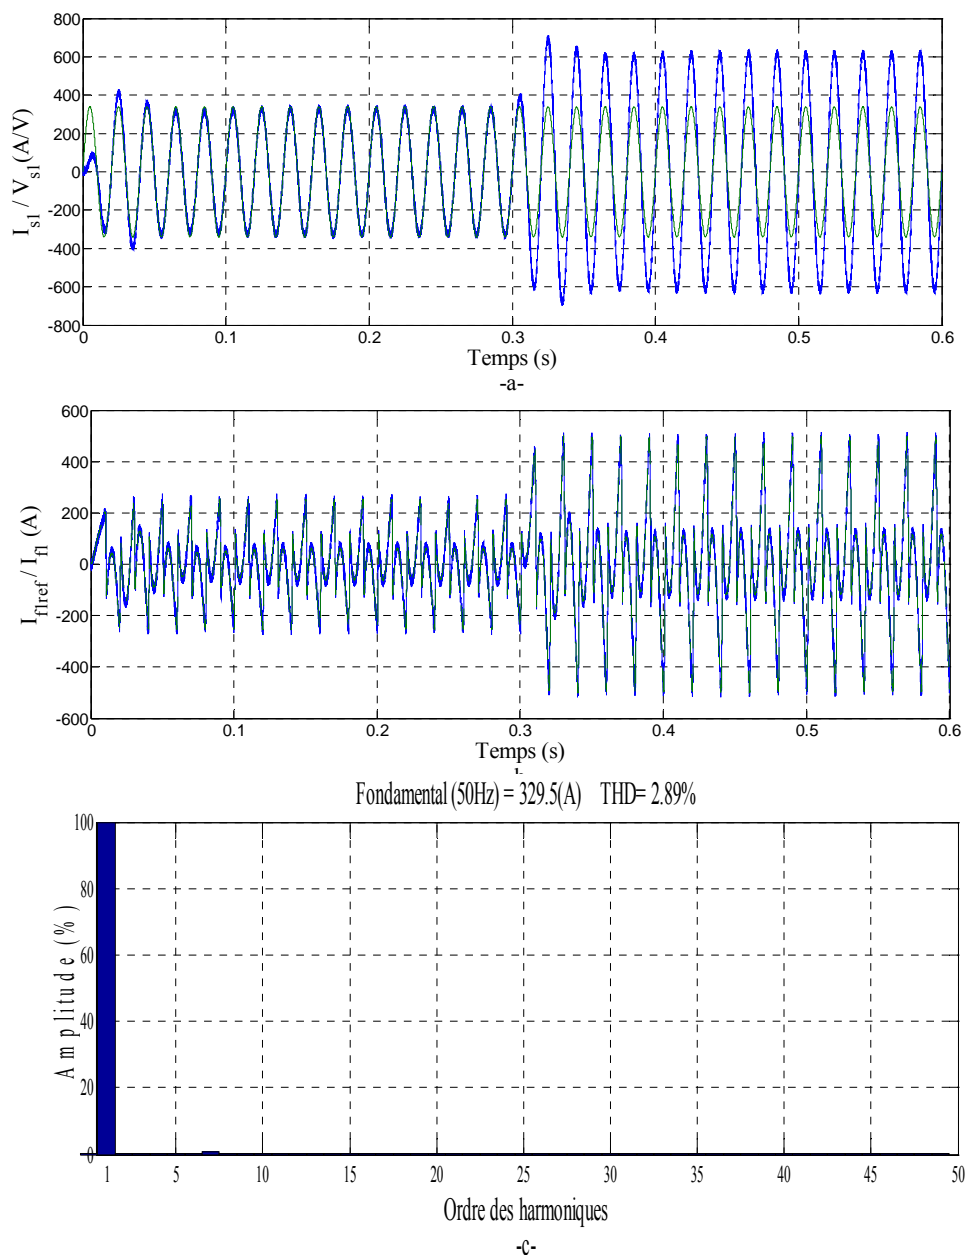 800
600
400
200
0
-200
-400
-600
-800
I_s1 / V_s1 (A/V)
0 0.1 0.2 0.3 0.4 0.5 0.6
Temps (s)
-a-
600
400
200
0
-200
-400
-600
I_f1ref / I_f1 (A)
0 0.1 0.2 0.3 0.4 0.5 0.6
Temps (s)
Fondamental (50Hz) = 329.5(A) THD= 2.89%
100
80
60
40
20
0
Amplitude (%)
1 5 10 15 20 25 30 35 40 45 50
Ordre des harmoniques
-c-